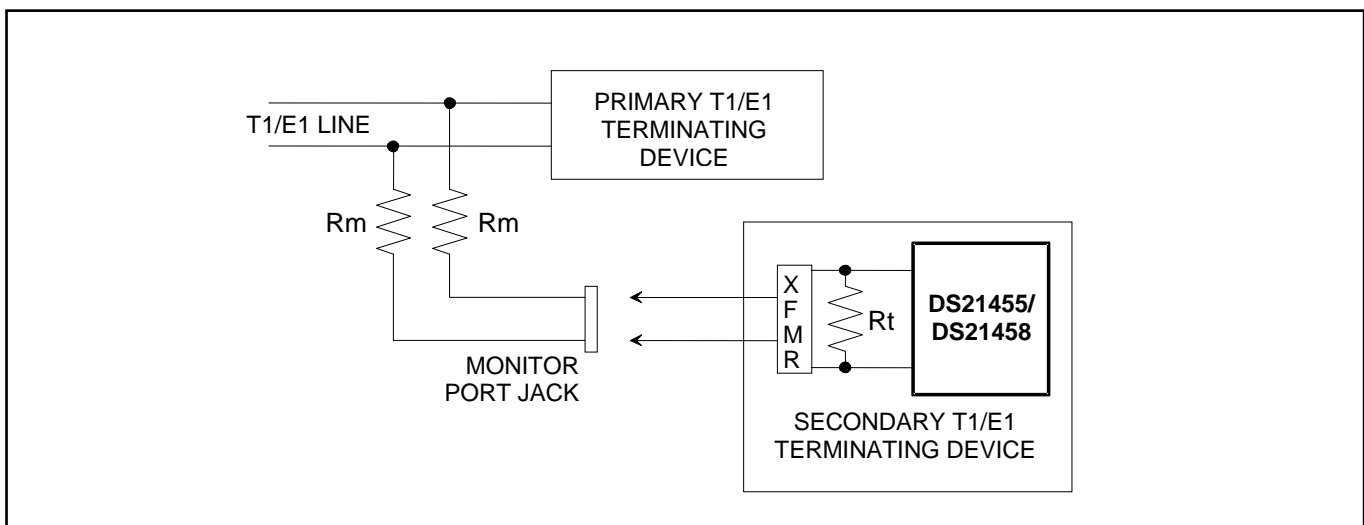 PRIMARY T1/E1
TERMINATING
DEVICE
T1/E1 LINE
Rm
Rm
MONITOR
PORT JACK
X
F
M
R
Rt
DS21455/
DS21458
SECONDARY T1/E1
TERMINATING DEVICE